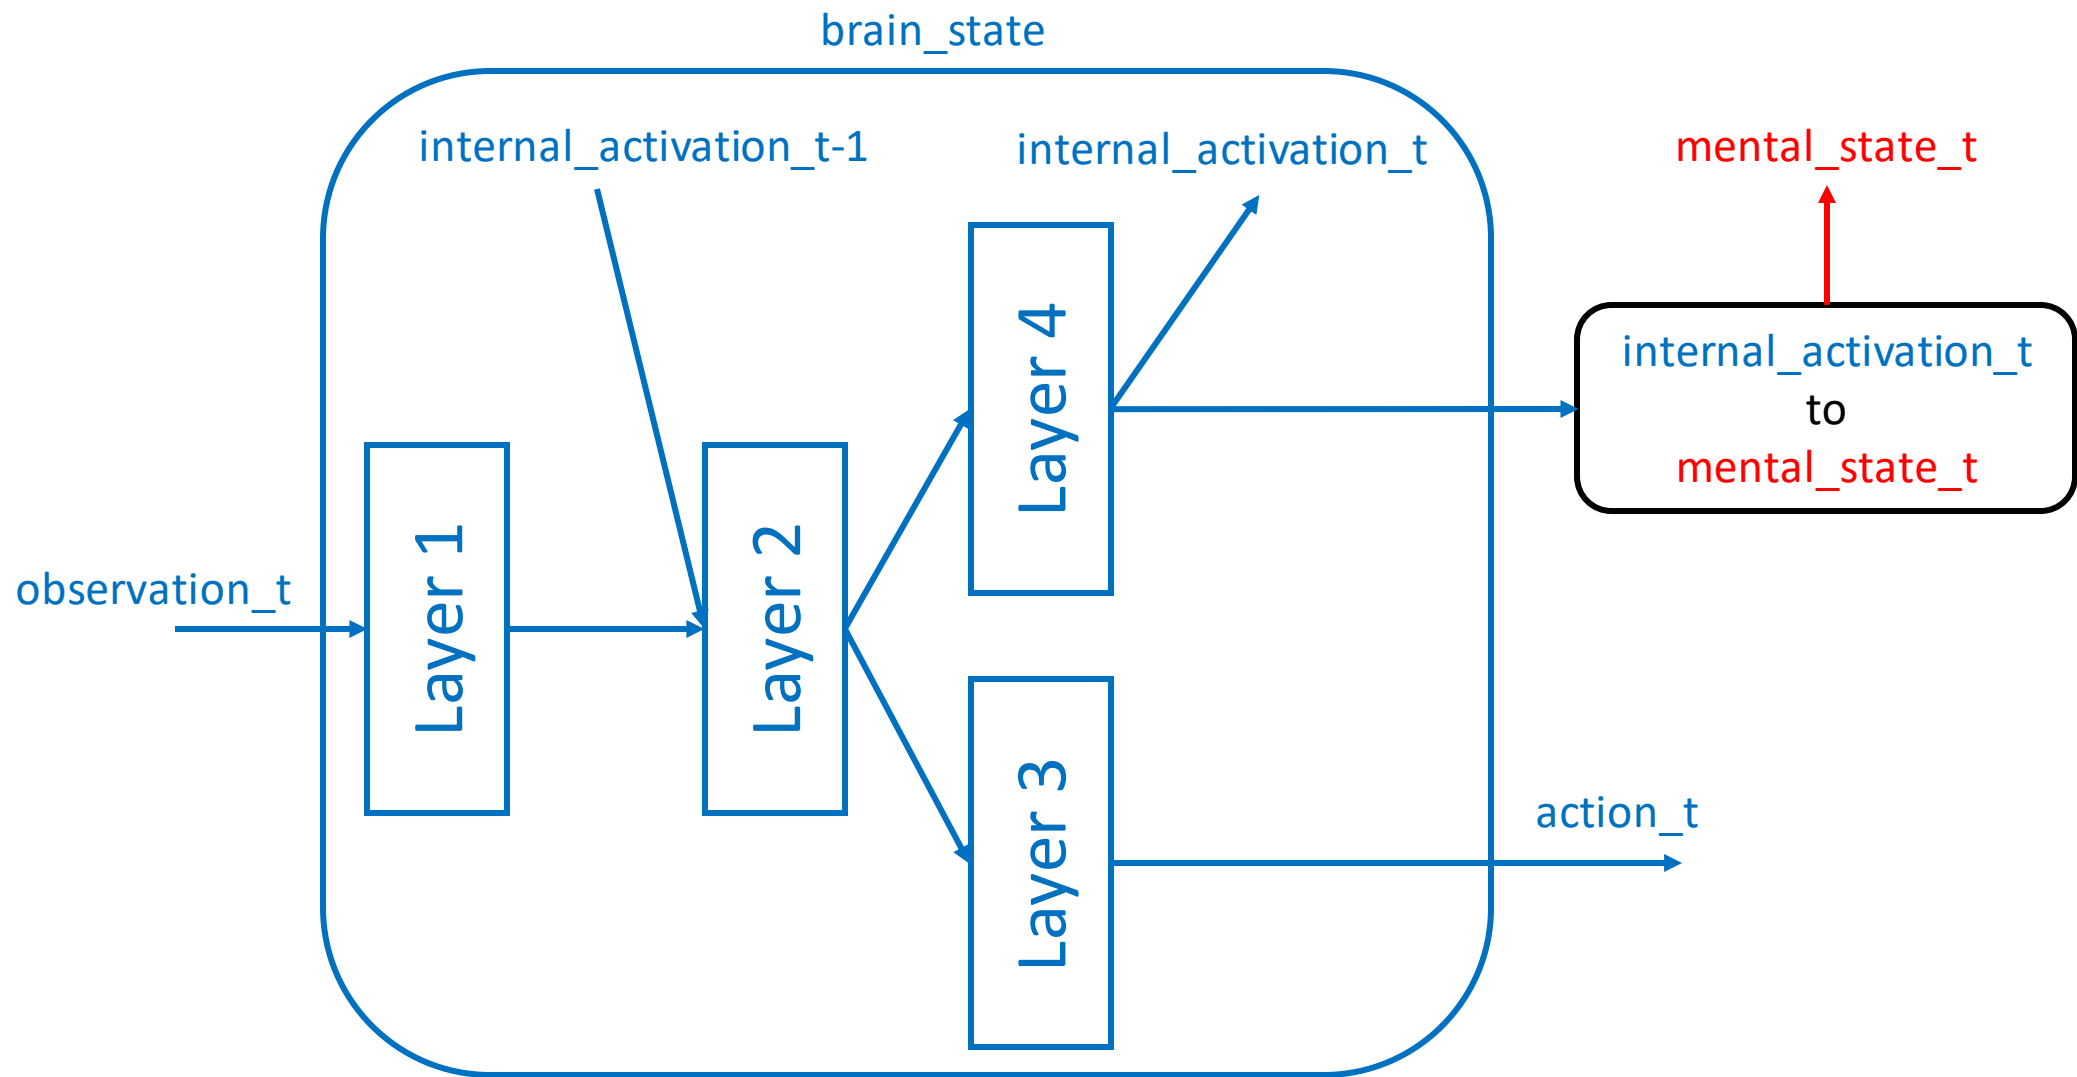 brain_state
internal_activation_t-1
internal_activation_t
mental_state_t
observation_t
Layer 1
Layer 2
Layer 4
Layer 3
internal_activation_t
to
mental_state_t
action_t